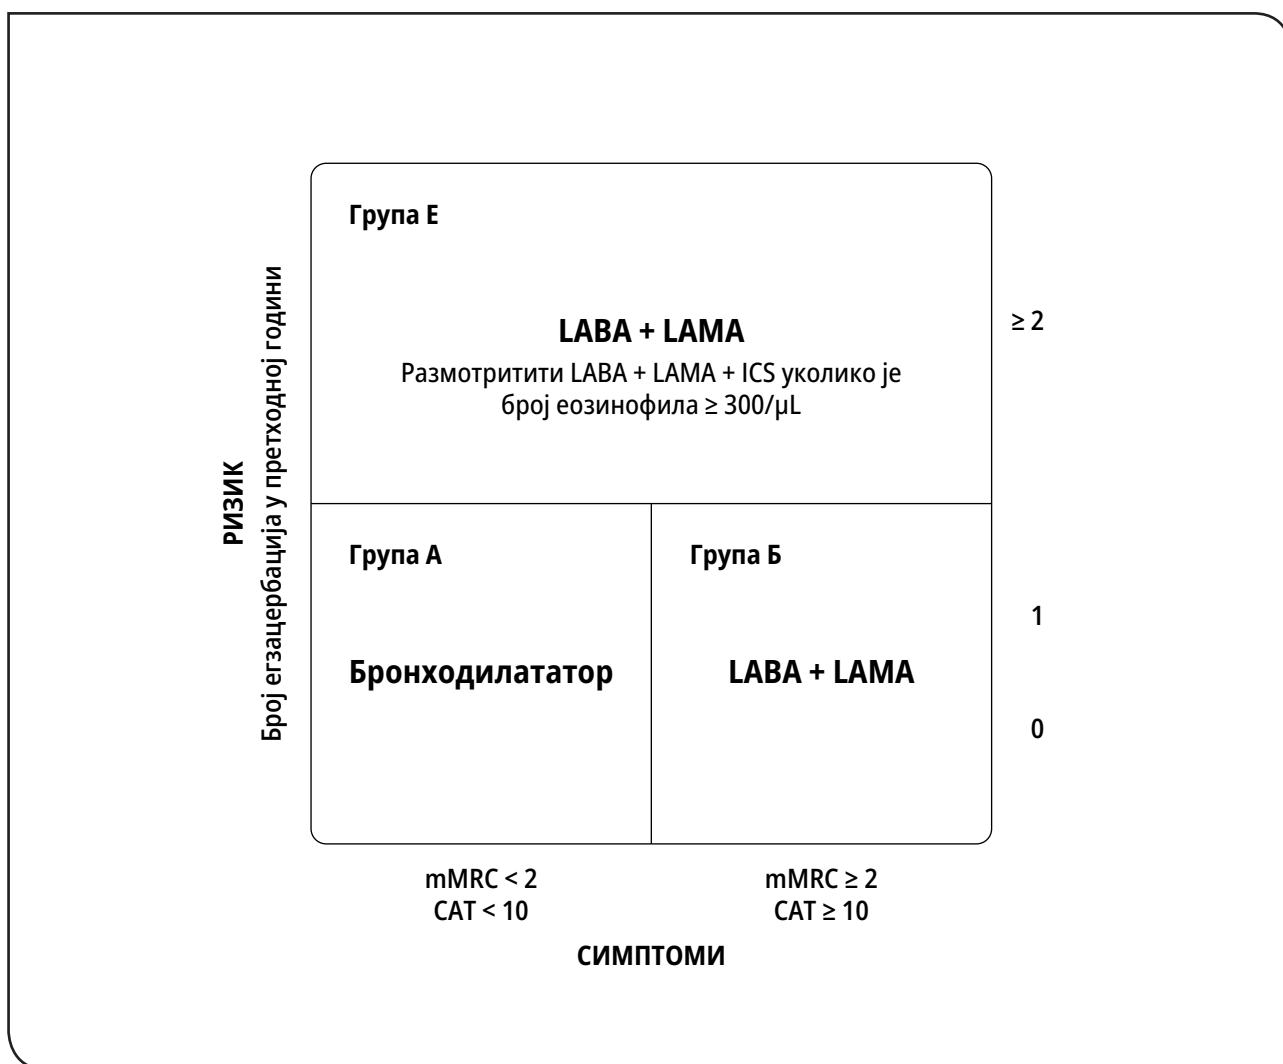 РИЗИК
Број егзацербација у претходној години
Група Е
LABA + LAMA
Размотритити LABA + LAMA + ICS уколико је
број еозинофила ≥ 300/μL
≥ 2
Група А
Бронходилататор
Група Б
LABA + LAMA
1
0
mMRC < 2
CAT < 10
mMRC ≥ 2
CAT ≥ 10
СИМПТОМИ